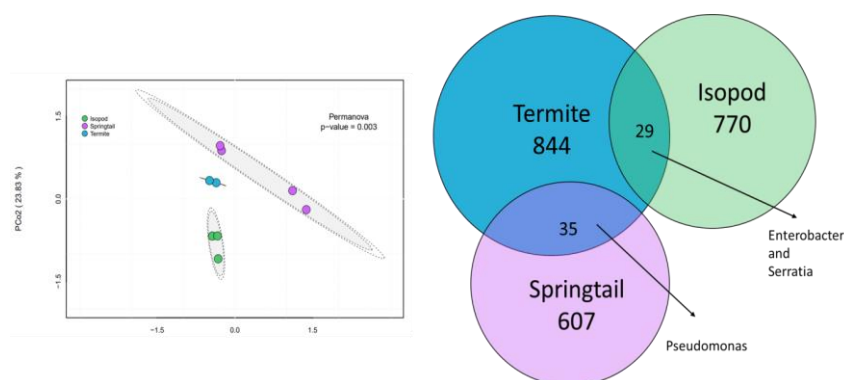 Isopod
Springtail
Termite
Permanova
p-value = 0.003
PCo2 ( 23.83 % )
1.5
0.0
−1.5
−1.5
0.0
1.5
Termite
844
Isopod
770
29
35
Springtail
607
Enterobacter
and
Serratia
Pseudomonas